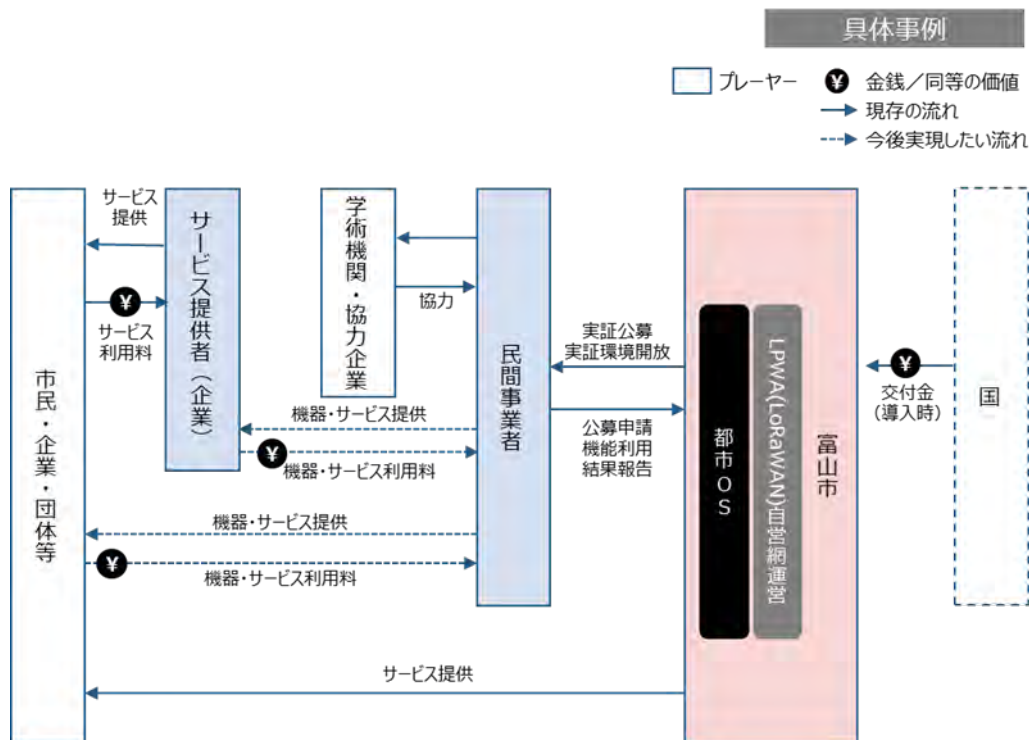 具体事例
プレーヤー
¥
金銭／同等の価値
現存の流れ
今後実現したい流れ
市民・企業・団体等
サービス
提供
¥
サービス
利用料
サービス提供者（企業）
学術機関・協力企業
協力
機器・サービス提供
¥
機器・サービス利用料
機器・サービス提供
¥
機器・サービス利用料
民間事業者
実証公募
実証環境開放
公募申請
機能利用
結果報告
都市ＯＳ
LPWA(LoRaWAN)自営網運営
富山市
¥
交付金
（導入時）
国
サービス提供